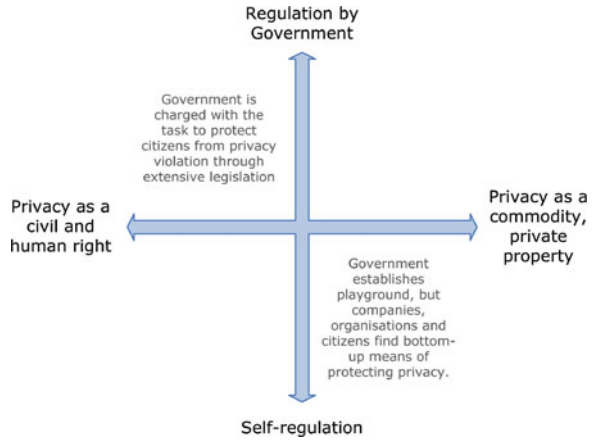 Regulation by
Government
Government is
charged with the
task to protect
citizens from privacy
violation through
extensive legislation
Privacy as a
civil and
human right
Privacy as a
commodity,
private
property
Government
establishes
playground, but
companies,
organisations and
citizens find bottom-
up means of
protecting privacy.
Self-regulation